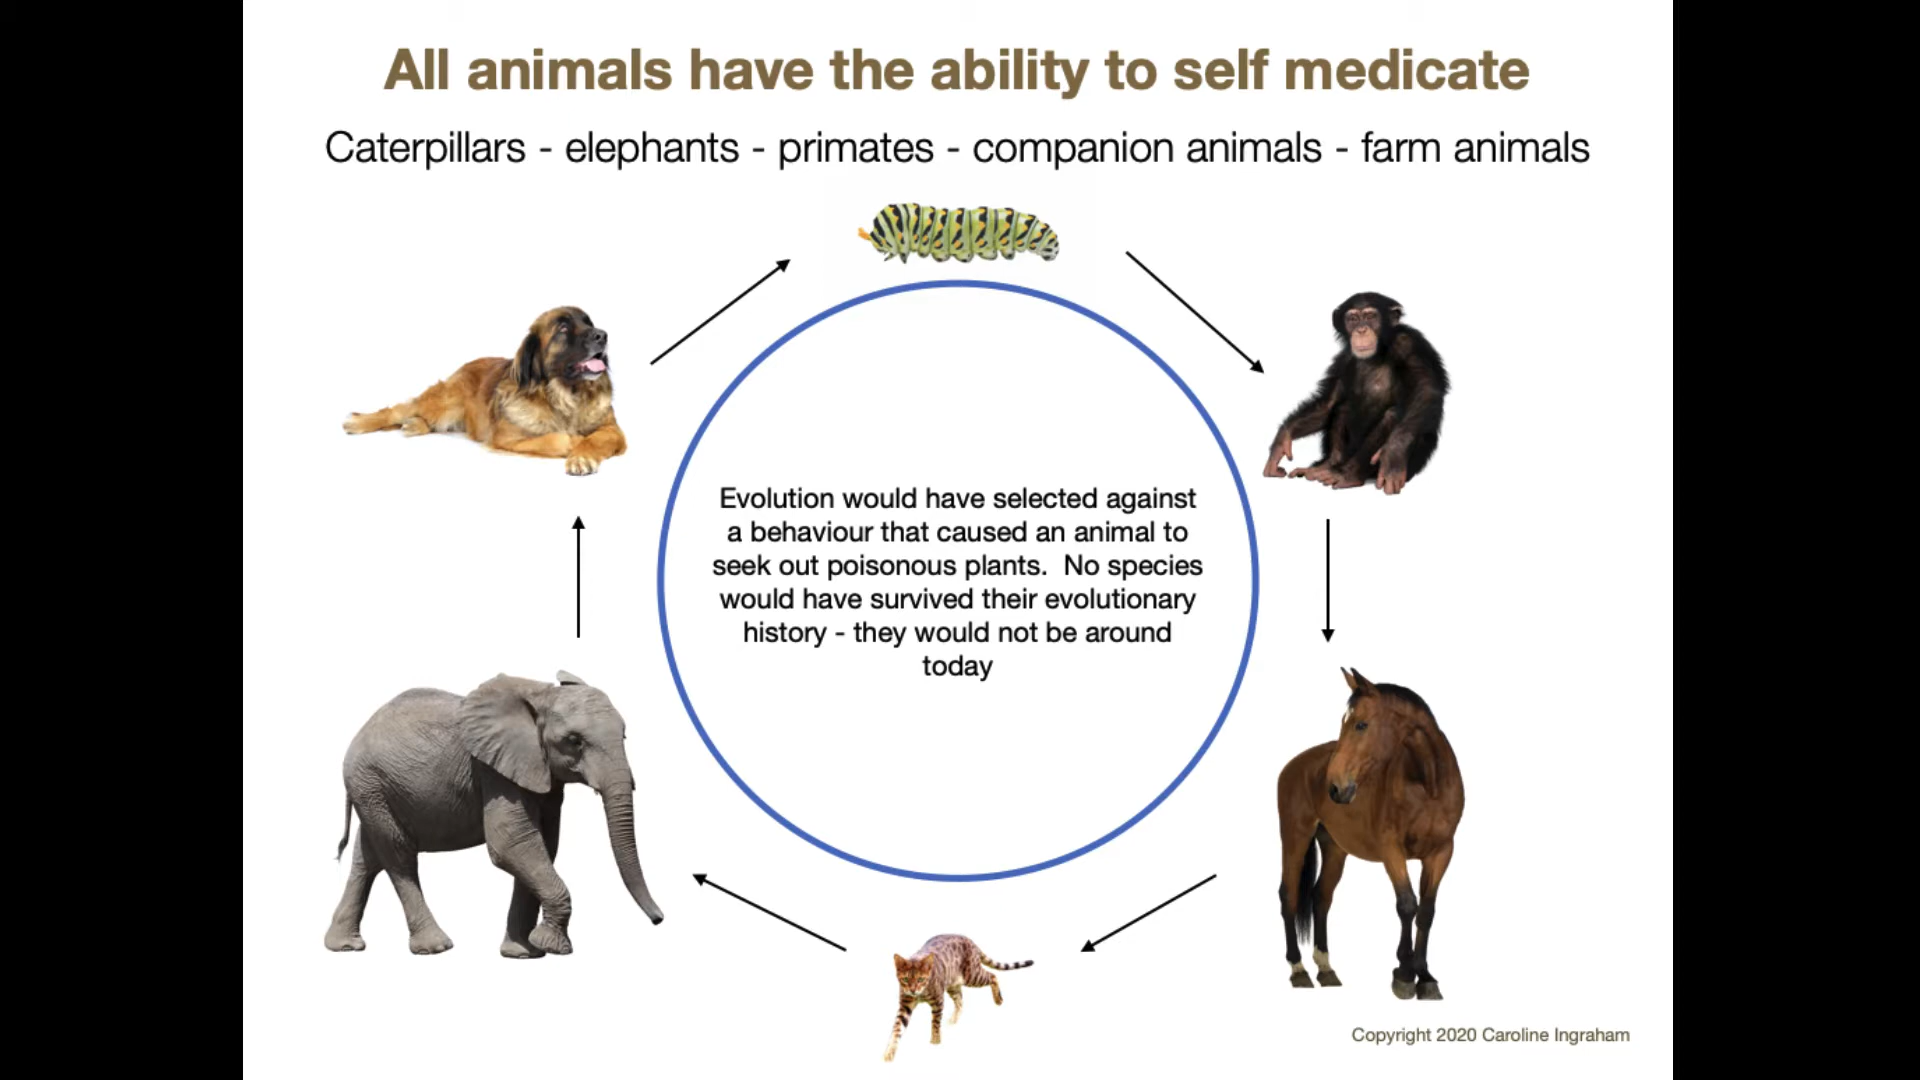 All animals have the ability to self medicate
Caterpillars - elephants - primates - companion animals - farm animals
Evolution would have selected against
a behaviour that caused an animal to
seek out poisonous plants.  No species
would have survived their evolutionary
history - they would not be around
today
Copyright 2020 Caroline Ingraham